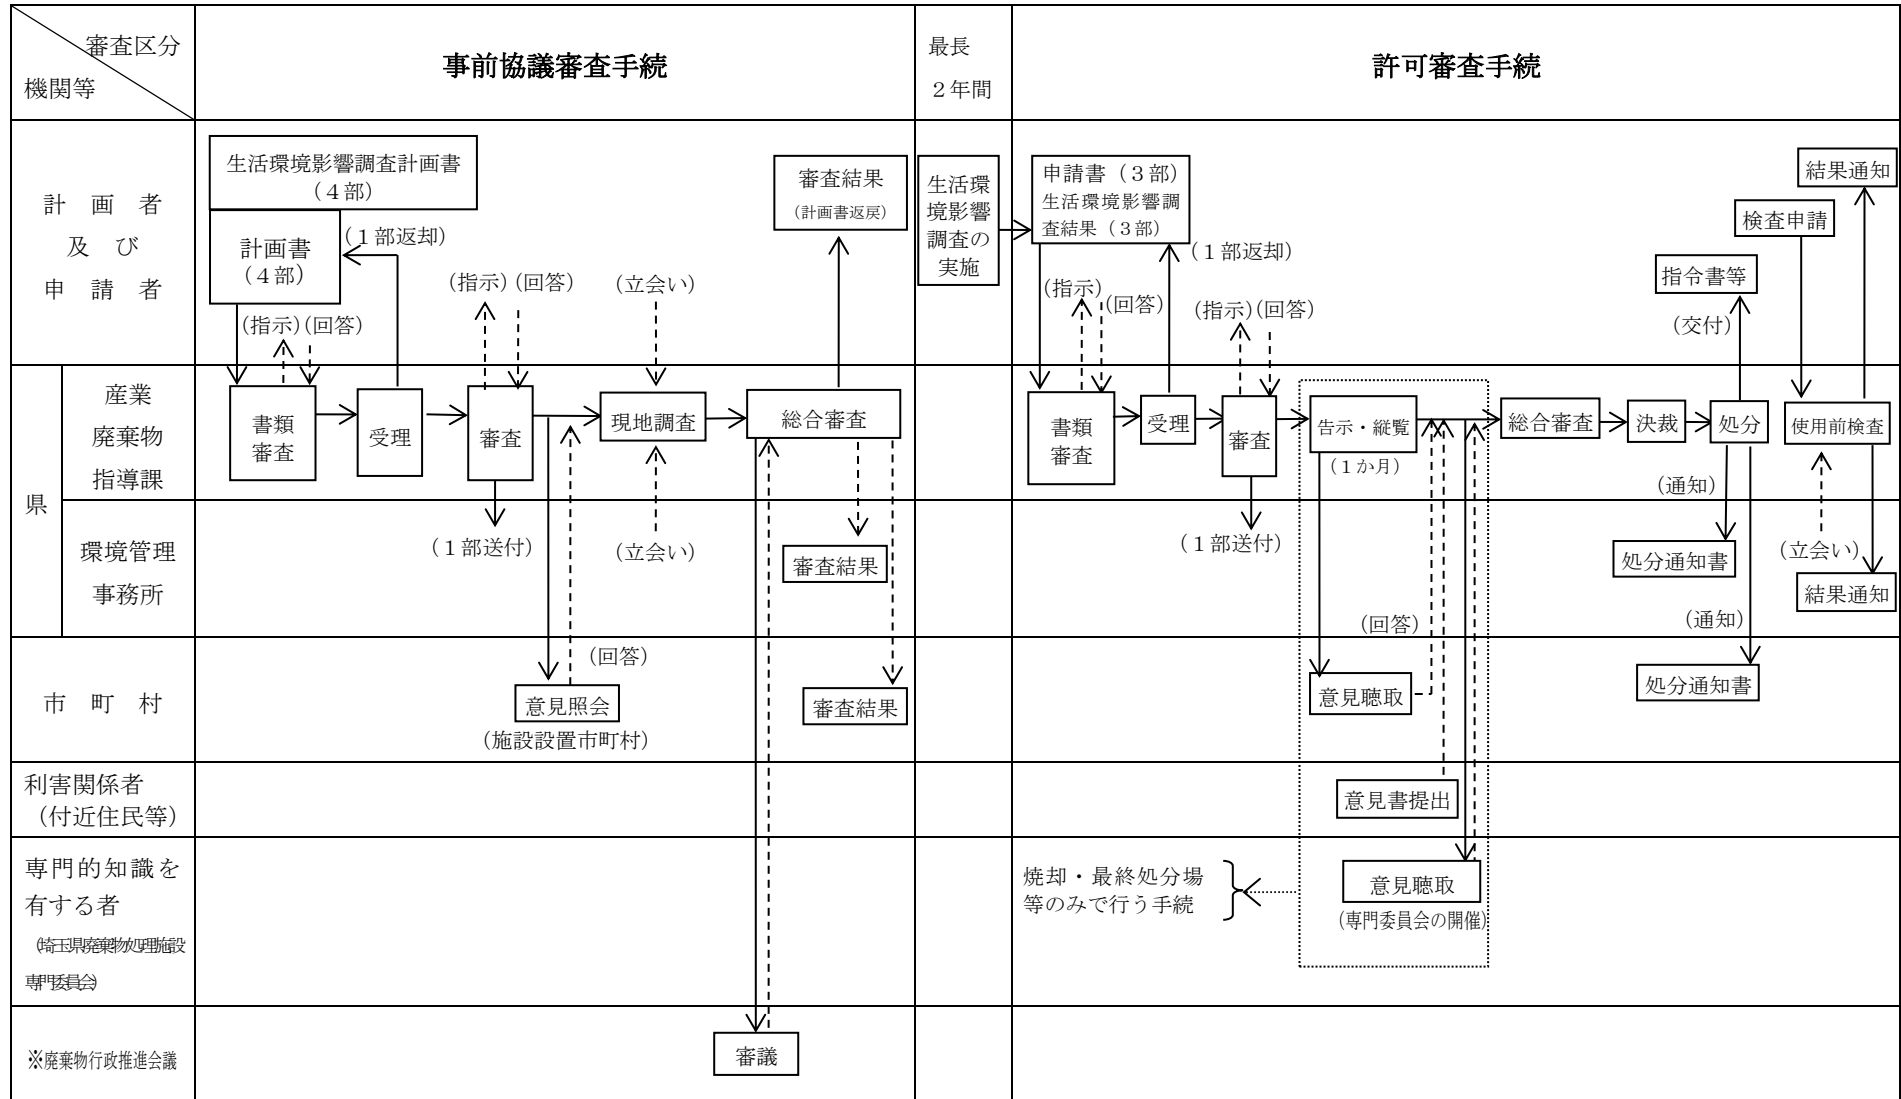 審査区分
機関等
事前協議審査手続
最長
２年間
許可審査手続
計　画　者
及　び
申　請　者
生活環境影響調査計画書
（４部）
計画書
（４部）
（１部返却）
（指示）（回答）
（指示）（回答）
（立会い）
審査結果
（計画書返戻）
生活環
境影響
調査の
実施
申請書（３部）
生活環境影響調
査結果（３部）
（１部返却）
（指示）
（回答）
（指示）（回答）
指令書等
（交付）
検査申請
結果通知
県
産業
廃棄物
指導課
書類
審査
受理
審査
現地調査
総合審査
書類
審査
受理
審査
告示・縦覧
（１か月）
総合審査
決裁
処分
使用前検査
（通知）
環境管理
事務所
（１部送付）
（立会い）
審査結果
（１部送付）
処分通知書
（立会い）
結果通知
（回答）
（通知）
市　町　村
（回答）
意見照会
（施設設置市町村）
審査結果
意見聴取
処分通知書
利害関係者
（付近住民等）
意見書提出
専門的知識を
有する者
（埼玉県廃棄物処理施設
専門委員会）
焼却・最終処分場
等のみで行う手続
意見聴取
（専門委員会の開催）
※廃棄物行政推進会議
審議